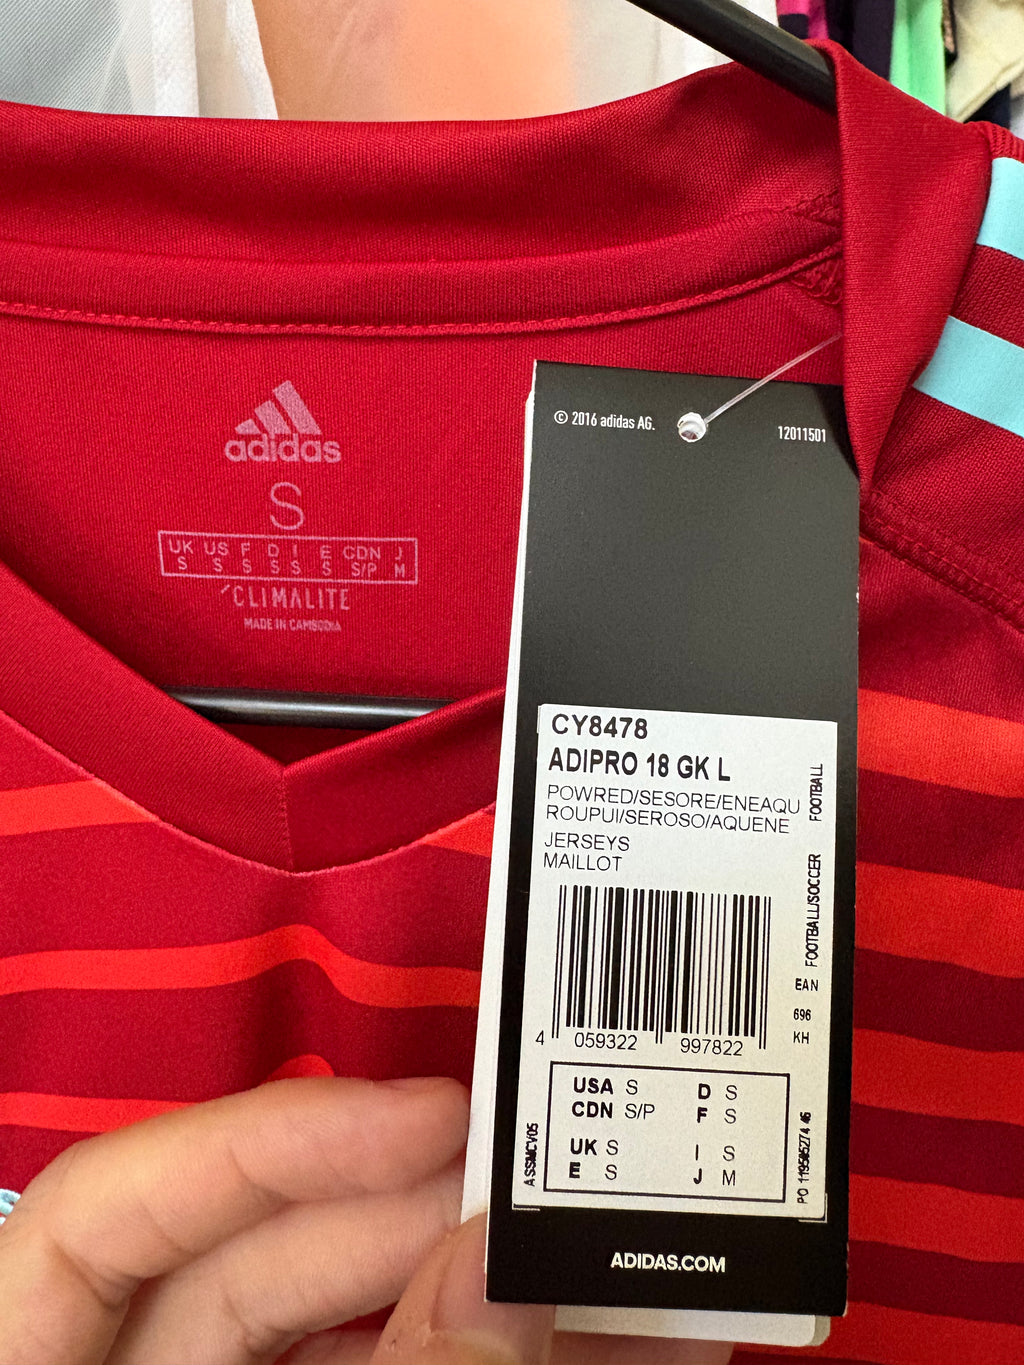 adidas
S
UK US F D I E CDN J
S S S S S S S/P M
CLIMALITE
MADE IN CAMBODIA
© 2016 adidas AG.
12011501
CY8478
ADIPRO 18 GK L
POWRED/SESORE/ENEAQU
ROUPUI/SEROSO/AQUENE
JERSEYS
MAILLOT
FOOTBALL/SOCCER FOOTBALL
EAN
696
KH
4 059322 997822
USA S D S
CDN S/P F S
UK S I S
E S J M
ADIDAS.COM